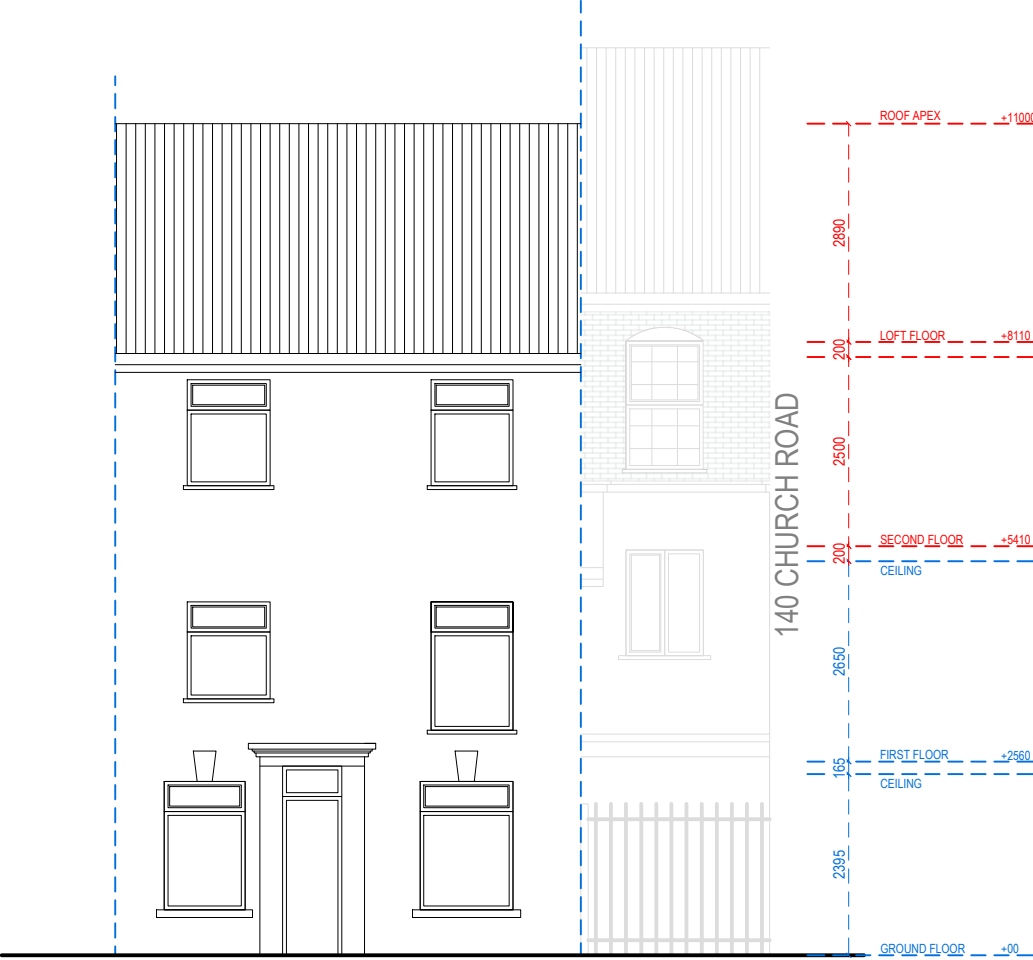 ROOF APEX +11000
2890
LOFT FLOOR +8110
200
2500
140 CHURCH ROAD
SECOND FLOOR +5410
200
CEILING
2650
FIRST FLOOR +2560
165
CEILING
2395
GROUND FLOOR +00